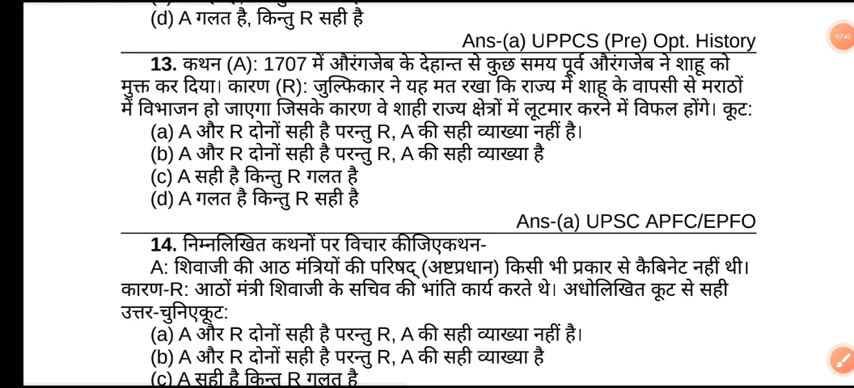 (d) A गलत है, किन्तु R सही है
Ans-(a) UPPCS (Pre) Opt. History
13. कथन (A): 1707 में औरंगजेब के देहान्त से कुछ समय पूर्व औरंगजेब ने शाहू को
मुक्त कर दिया। कारण (R): जुल्फिकार ने यह मत रखा कि राज्य में शाहू के वापसी से मराठों
में विभाजन हो जाएगा जिसके कारण वे शाही राज्य क्षेत्रों में लूटमार करने में विफल होंगे। कूट:
(a) A और R दोनों सही है परन्तु R, A की सही व्याख्या नहीं है।
(b) A और R दोनों सही है परन्तु R, A की सही व्याख्या है
(c) A सही है किन्तु R गलत है
(d) A गलत है किन्तु R सही है
Ans-(a) UPSC APFC/EPFO
14. निम्नलिखित कथनों पर विचार कीजिएकथन-
A: शिवाजी की आठ मंत्रियों की परिषद् (अष्टप्रधान) किसी भी प्रकार से कैबिनेट नहीं थी।
कारण-R: आठों मंत्री शिवाजी के सचिव की भांति कार्य करते थे। अधोलिखित कूट से सही
उत्तर-चुनिएकूट:
(a) A और R दोनों सही है परन्तु R, A की सही व्याख्या नहीं है।
(b) A और R दोनों सही है परन्तु R, A की सही व्याख्या है
(c) A सही है किन्तु R गलत है